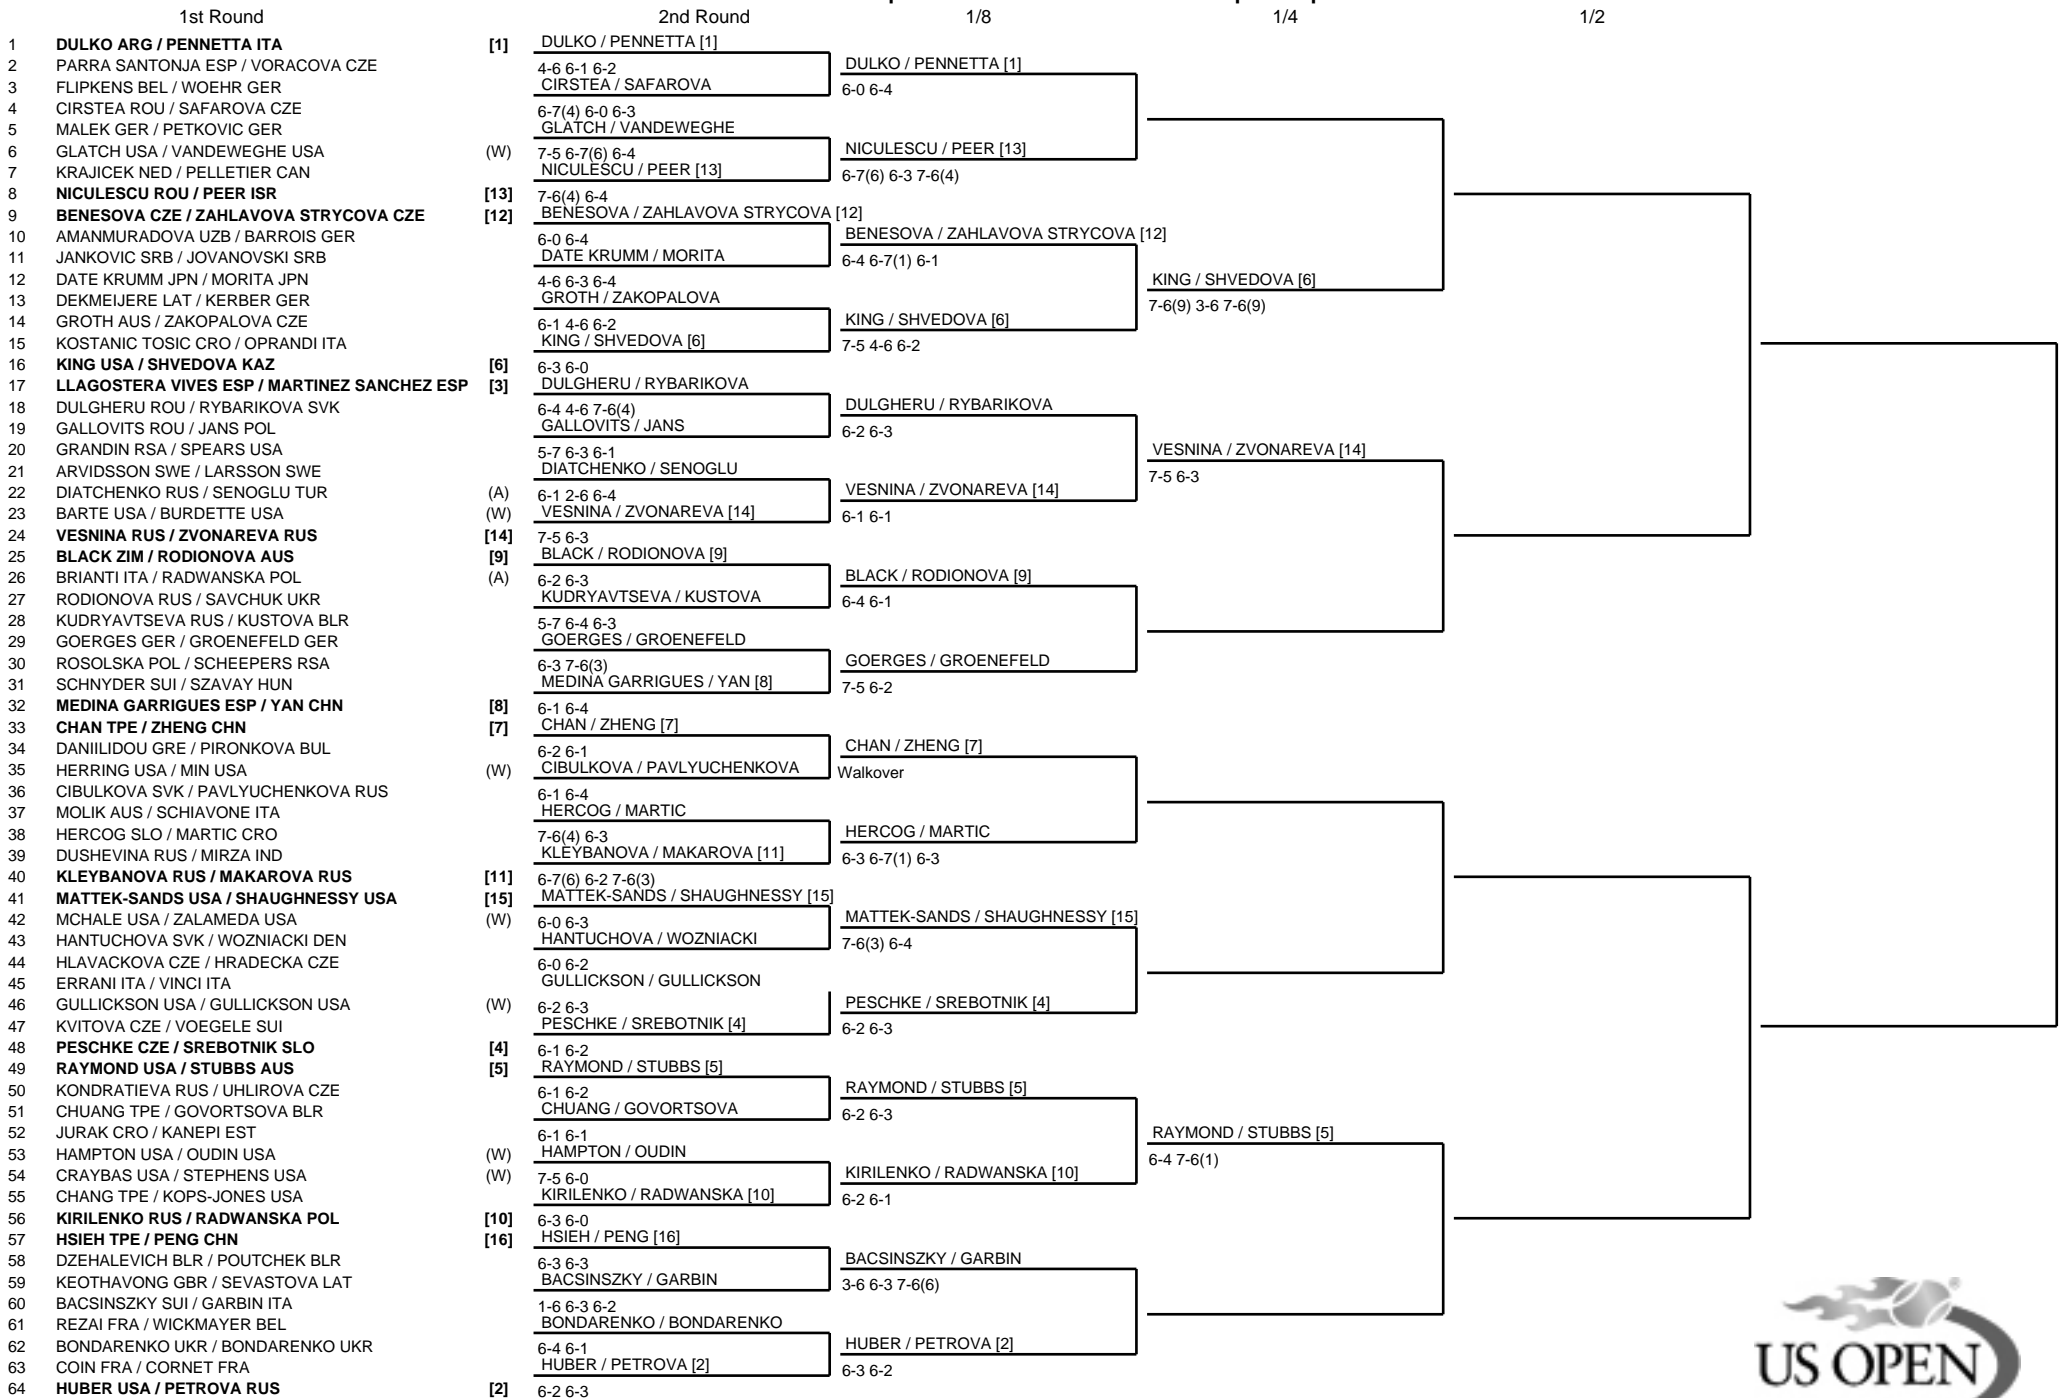 1st Round 2nd Round 1/8 1/4 1/2
1 DULKO ARG / PENNETTA ITA [1]
2 PARRA SANTONJA ESP / VORACOVA CZE
3 FLIPKENS BEL / WOEHR GER
4 CIRSTEA ROU / SAFAROVA CZE
5 MALEK GER / PETKOVIC GER
6 GLATCH USA / VANDEWEGHE USA (W)
7 KRAJICEK NED / PELLETIER CAN
8 NICULESCU ROU / PEER ISR [13]
9 BENESOVA CZE / ZAHLAVOVA STRYCOVA CZE [12]
10 AMANMURADOVA UZB / BARROIS GER
11 JANKOVIC SRB / JOVANOVSKI SRB
12 DATE KRUMM JPN / MORITA JPN
13 DEKMEIJERE LAT / KERBER GER
14 GROTH AUS / ZAKOPALOVA CZE
15 KOSTANIC TOSIC CRO / OPRANDI ITA
16 KING USA / SHVEDOVA KAZ [6]
17 LLAGOSTERA VIVES ESP / MARTINEZ SANCHEZ ESP [3]
18 DULGHERU ROU / RYBARIKOVA SVK
19 GALLOVITS ROU / JANS POL
20 GRANDIN RSA / SPEARS USA
21 ARVIDSSON SWE / LARSSON SWE
22 DIATCHENKO RUS / SENOGLU TUR (A)
23 BARTE USA / BURDETTE USA (W)
24 VESNINA RUS / ZVONAREVA RUS [14]
25 BLACK ZIM / RODIONOVA AUS [9]
26 BRIANTI ITA / RADWANSKA POL (A)
27 RODIONOVA RUS / SAVCHUK UKR
28 KUDRYAVTSEVA RUS / KUSTOVA BLR
29 GOERGES GER / GROENEFELD GER
30 ROSOLSKA POL / SCHEEPERS RSA
31 SCHNYDER SUI / SZAVAY HUN
32 MEDINA GARRIGUES ESP / YAN CHN [8]
33 CHAN TPE / ZHENG CHN [7]
34 DANIILIDOU GRE / PIRONKOVA BUL
35 HERRING USA / MIN USA (W)
36 CIBULKOVA SVK / PAVLYUCHENKOVA RUS
37 MOLIK AUS / SCHIAVONE ITA
38 HERCOG SLO / MARTIC CRO
39 DUSHEVINA RUS / MIRZA IND
40 KLEYBANOVA RUS / MAKAROVA RUS [11]
41 MATTEK-SANDS USA / SHAUGHNESSY USA [15]
42 MCHALE USA / ZALAMEDA USA (W)
43 HANTUCHOVA SVK / WOZNIACKI DEN
44 HLAVACKOVA CZE / HRADECKA CZE
45 ERRANI ITA / VINCI ITA
46 GULLICKSON USA / GULLICKSON USA (W)
47 KVITOVA CZE / VOEGELE SUI
48 PESCHKE CZE / SREBOTNIK SLO [4]
49 RAYMOND USA / STUBBS AUS [5]
50 KONDRATIEVA RUS / UHLIROVA CZE
51 CHUANG TPE / GOVORTSOVA BLR
52 JURAK CRO / KANEPI EST
53 HAMPTON USA / OUDIN USA (W)
54 CRAYBAS USA / STEPHENS USA (W)
55 CHANG TPE / KOPS-JONES USA
56 KIRILENKO RUS / RADWANSKA POL [10]
57 HSIEH TPE / PENG CHN [16]
58 DZEHALEVICH BLR / POUTCHEK BLR
59 KEOTHAVONG GBR / SEVASTOVA LAT
60 BACSINSZKY SUI / GARBIN ITA
61 REZAI FRA / WICKMAYER BEL
62 BONDARENKO UKR / BONDARENKO UKR
63 COIN FRA / CORNET FRA
64 HUBER USA / PETROVA RUS [2]
DULKO / PENNETTA [1]
4-6 6-1 6-2
CIRSTEA / SAFAROVA
6-7(4) 6-0 6-3
GLATCH / VANDEWEGHE
7-5 6-7(6) 6-4
NICULESCU / PEER [13]
7-6(4) 6-4
BENESOVA / ZAHLAVOVA STRYCOVA [12]
6-0 6-4
DATE KRUMM / MORITA
4-6 6-3 6-4
GROTH / ZAKOPALOVA
6-1 4-6 6-2
KING / SHVEDOVA [6]
6-3 6-0
DULGHERU / RYBARIKOVA
6-4 4-6 7-6(4)
GALLOVITS / JANS
5-7 6-3 6-1
DIATCHENKO / SENOGLU
6-1 2-6 6-4
VESNINA / ZVONAREVA [14]
7-5 6-3
BLACK / RODIONOVA [9]
6-2 6-3
KUDRYAVTSEVA / KUSTOVA
5-7 6-4 6-3
GOERGES / GROENEFELD
6-3 7-6(3)
MEDINA GARRIGUES / YAN [8]
6-1 6-4
CHAN / ZHENG [7]
6-2 6-1
CIBULKOVA / PAVLYUCHENKOVA
6-1 6-4
HERCOG / MARTIC
7-6(4) 6-3
KLEYBANOVA / MAKAROVA [11]
6-7(6) 6-2 7-6(3)
MATTEK-SANDS / SHAUGHNESSY [15]
6-0 6-3
HANTUCHOVA / WOZNIACKI
6-0 6-2
GULLICKSON / GULLICKSON
6-2 6-3
PESCHKE / SREBOTNIK [4]
6-1 6-2
RAYMOND / STUBBS [5]
6-1 6-2
CHUANG / GOVORTSOVA
6-1 6-1
HAMPTON / OUDIN
7-5 6-0
KIRILENKO / RADWANSKA [10]
6-3 6-0
HSIEH / PENG [16]
6-3 6-3
BACSINSZKY / GARBIN
1-6 6-3 6-2
BONDARENKO / BONDARENKO
6-4 6-1
HUBER / PETROVA [2]
6-2 6-3
DULKO / PENNETTA [1]
6-0 6-4
NICULESCU / PEER [13]
6-7(6) 6-3 7-6(4)
BENESOVA / ZAHLAVOVA STRYCOVA [12]
6-4 6-7(1) 6-1
KING / SHVEDOVA [6]
7-5 4-6 6-2
DULGHERU / RYBARIKOVA
6-2 6-3
VESNINA / ZVONAREVA [14]
6-1 6-1
BLACK / RODIONOVA [9]
6-4 6-1
GOERGES / GROENEFELD
7-5 6-2
CHAN / ZHENG [7]
Walkover
HERCOG / MARTIC
6-3 6-7(1) 6-3
MATTEK-SANDS / SHAUGHNESSY [15]
7-6(3) 6-4
PESCHKE / SREBOTNIK [4]
6-2 6-3
RAYMOND / STUBBS [5]
6-2 6-3
KIRILENKO / RADWANSKA [10]
6-2 6-1
BACSINSZKY / GARBIN
3-6 6-3 7-6(6)
HUBER / PETROVA [2]
6-3 6-2
KING / SHVEDOVA [6]
7-6(9) 3-6 7-6(9)
VESNINA / ZVONAREVA [14]
7-5 6-3
RAYMOND / STUBBS [5]
6-4 7-6(1)
US OPEN